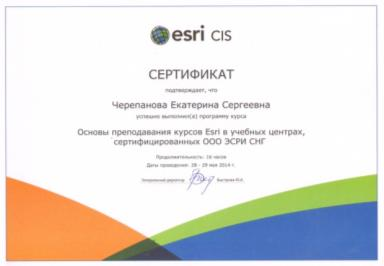 esri CIS
СЕРТИФИКАТ
подтверждает, что
Черепанова Екатерина Сергеевна
успешно выполнил(а) программу курса
Основы преподавания курсов Esri в учебных центрах,
сертифицированных ООО ЭСРИ СНГ
Продолжительность: 16 часов
Даты проведения: 28 - 29 мая 2014 г.
Генеральный директор Быстрова Ю.А.